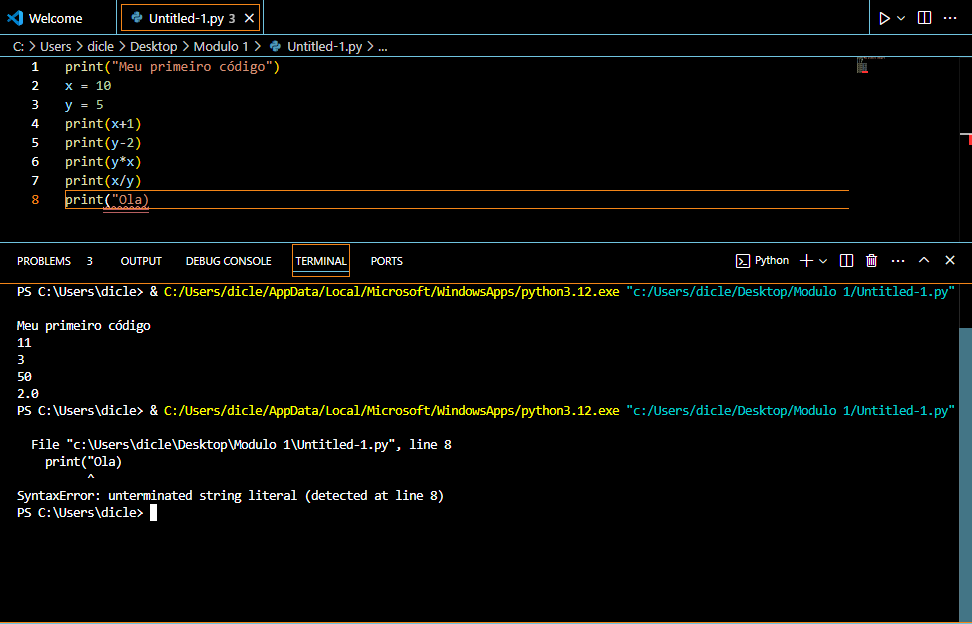 Welcome
Untitled-1.py 3
C: > Users > dicle > Desktop > Modulo 1 > Untitled-1.py > ...
1 print("Meu primeiro código")
2 x = 10
3 y = 5
4 print(x+1)
5 print(y-2)
6 print(y*x)
7 print(x/y)
8 print("Ola)
PROBLEMS 3 OUTPUT DEBUG CONSOLE TERMINAL PORTS Python
PS C:\Users\dicle> & C:/Users/dicle/AppData/Local/Microsoft/WindowsApps/python3.12.exe "c:/Users/dicle/Desktop/Modulo 1/Untitled-1.py"
Meu primeiro código
11
3
50
2.0
PS C:\Users\dicle> & C:/Users/dicle/AppData/Local/Microsoft/WindowsApps/python3.12.exe "c:/Users/dicle/Desktop/Modulo 1/Untitled-1.py"
File "c:\Users\dicle\Desktop\Modulo 1\Untitled-1.py", line 8
print("Ola)
^
SyntaxError: unterminated string literal (detected at line 8)
PS C:\Users\dicle>